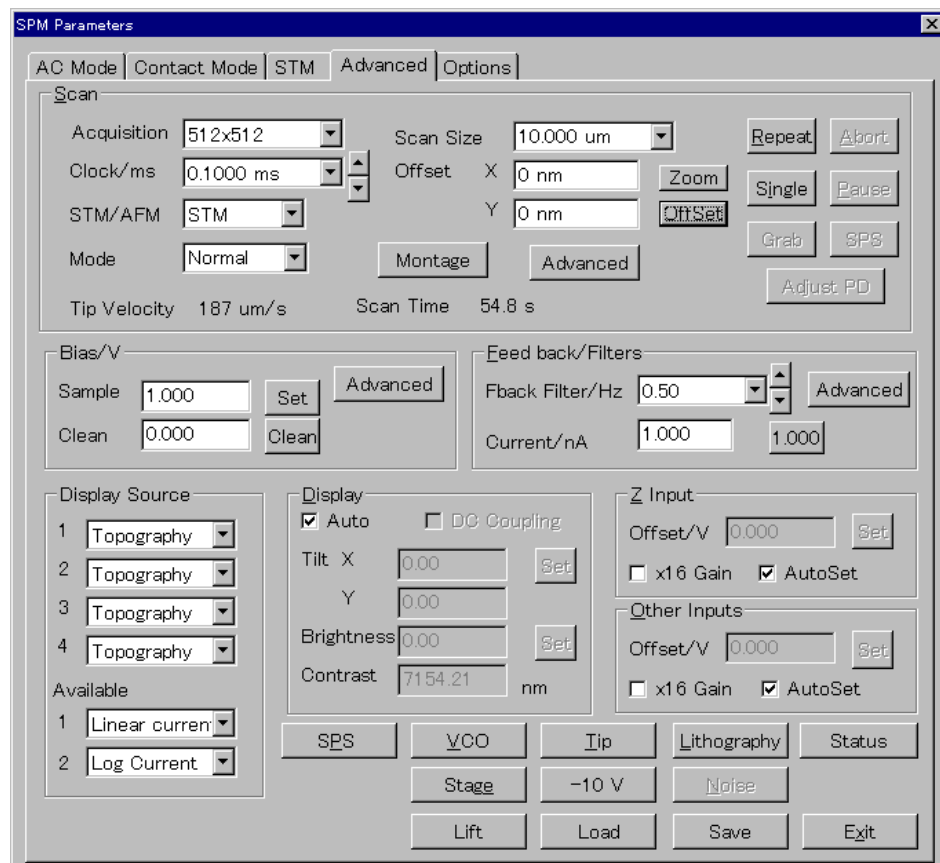 SPM Parameters
AC Mode Contact Mode STM Advanced Options
Scan
Acquisition 512x512 Scan Size 10.000 um Repeat Abort
Clock/ms 0.1000 ms Offset X 0 nm Zoom Single Pause
STM/AFM STM Y 0 nm OffSet
Grab SPS
Mode Normal Montage Advanced
Adjust PD
Tip Velocity 187 um/s Scan Time 54.8 s
Bias/V
Sample 1.000 Set Advanced
Clean 0.000 Clean
Feed back/Filters
Fback Filter/Hz 0.50 Advanced
Current/nA 1.000 1.000
Display Source
1 Topography
2 Topography
3 Topography
4 Topography
Available
1 Linear curren
2 Log Current
Display
Auto DC Coupling
Tilt X 0.00 Set
Y 0.00
Brightness 0.00 Set
Contrast 7154.21 nm
Z Input
Offset/V 0.000 Set
x16 Gain AutoSet
Other Inputs
Offset/V 0.000 Set
x16 Gain AutoSet
SPS VCO Tip Lithography Status
Stage -10 V Noise
Lift Load Save Exit